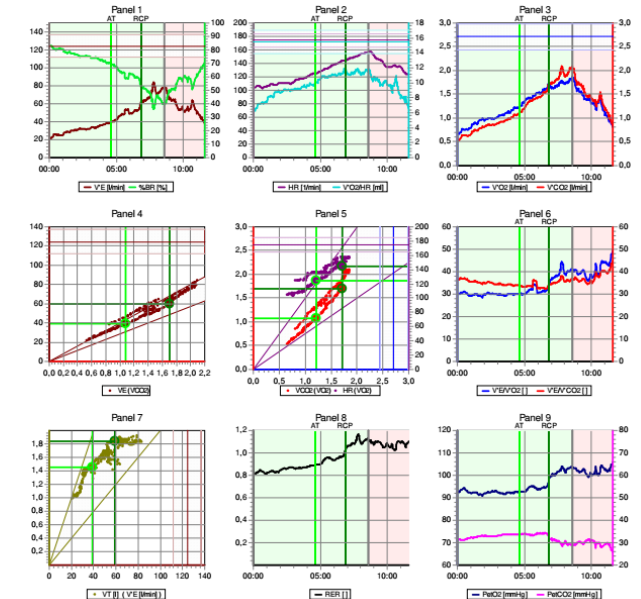 Panel 1
AT RCP
140 120 100 80 60 40 20 0
100 90 80 70 60 50 40 30 20 10 0
00:00 05:00 10:00
V'E [l/min] %BR [%]
Panel 2
AT RCP
200 180 160 140 120 100 80 60 40 20 0
18 16 14 12 10 8 6 4 2 0
00:00 05:00 10:00
HR [1/min] V'O2/HR [ml]
Panel 3
AT RCP
3,0 2,5 2,0 1,5 1,0 0,5 0,0
3,0 2,5 2,0 1,5 1,0 0,5 0,0
00:00 05:00 10:00
V'O2 [l/min] V'CO2 [l/min]
Panel 4
140 120 100 80 60 40 20 0
0,0 0,2 0,4 0,6 0,8 1,0 1,2 1,4 1,6 1,8 2,0 2,2
VE (VCO2)
Panel 5
3,0 2,5 2,0 1,5 1,0 0,5 0,0
200 180 160 140 120 100 80 60 40 20 0
0,0 0,5 1,0 1,5 2,0 2,5 3,0
VCO2 (VO2) HR (VO2)
Panel 6
AT RCP
60 50 40 30 20 10 0
60 50 40 30 20 10 0
00:00 05:00 10:00
V'E/V'O2 [ ] V'E/V'CO2 [ ]
Panel 7
1,8 1,6 1,4 1,2 1,0 0,8 0,6 0,4 0,2
0 20 40 60 80 100 120 140
VT [l] ( V'E [l/min] )
Panel 8
AT RCP
1,2 1,0 0,8 0,6 0,4 0,2
00:00 05:00 10:00
RER [ ]
Panel 9
AT RCP
120 110 100 90 80 70 60
80 70 60 50 40 30 20
00:00 05:00 10:00
PetO2 [mmHg] PetCO2 [mmHg]